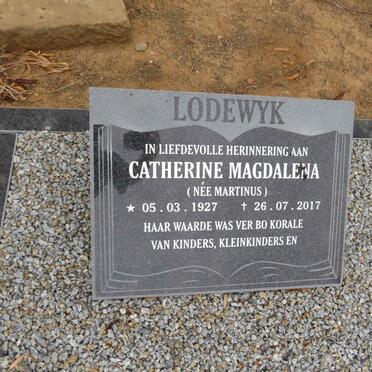 LODEWYK
IN LIEFDEVOLLE HERINNERING AAN
CATHERINE MAGDALENA
( NÉE MARTINUS )
★ 05 . 03 . 1927 † 26 . 07 . 2017
HAAR WAARDE WAS VER BO KORALE
VAN KINDERS, KLEINKINDERS EN